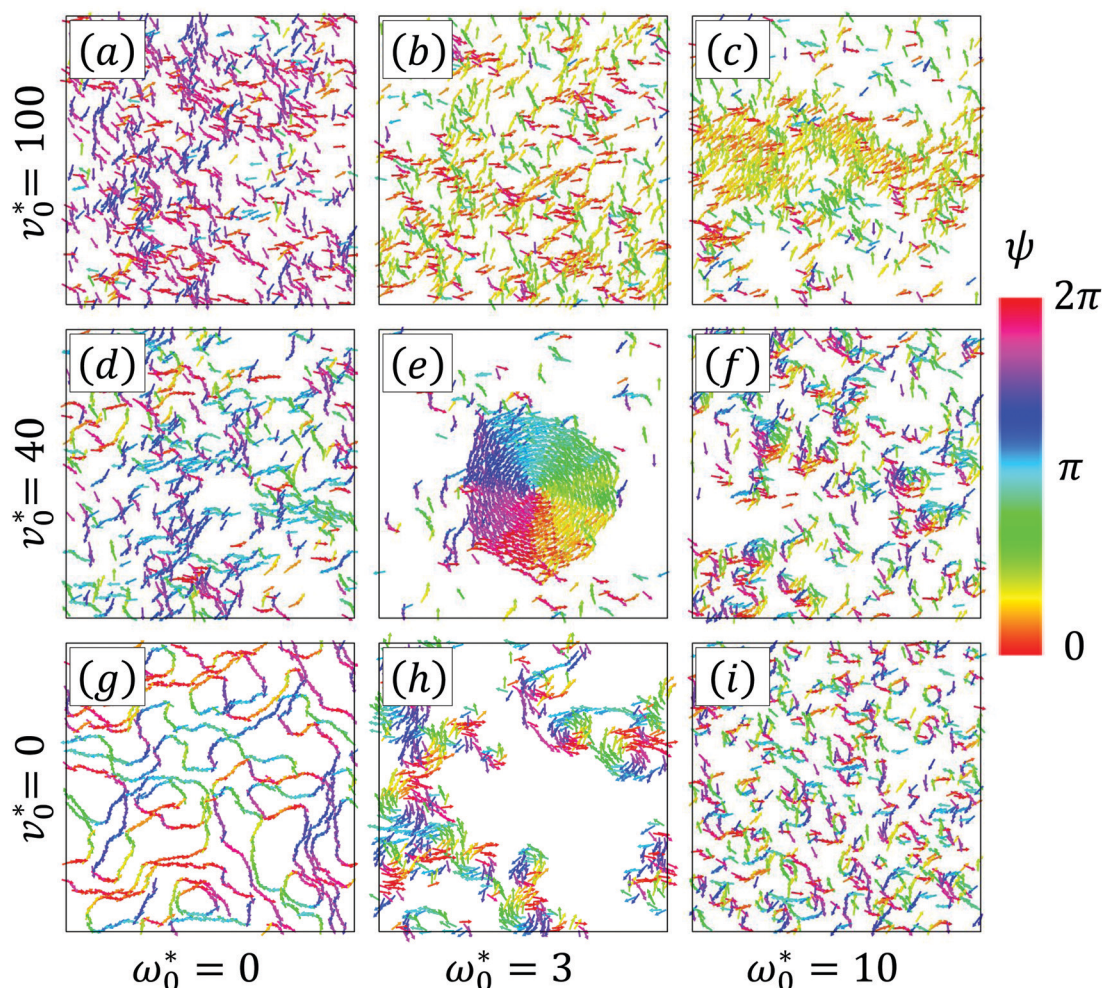 (a)
(b)
(c)
v₀* = 100
ψ
2π
π
0
(d)
(e)
(f)
v₀* = 40
(g)
(h)
(i)
v₀* = 0
ω₀* = 0
ω₀* = 3
ω₀* = 10